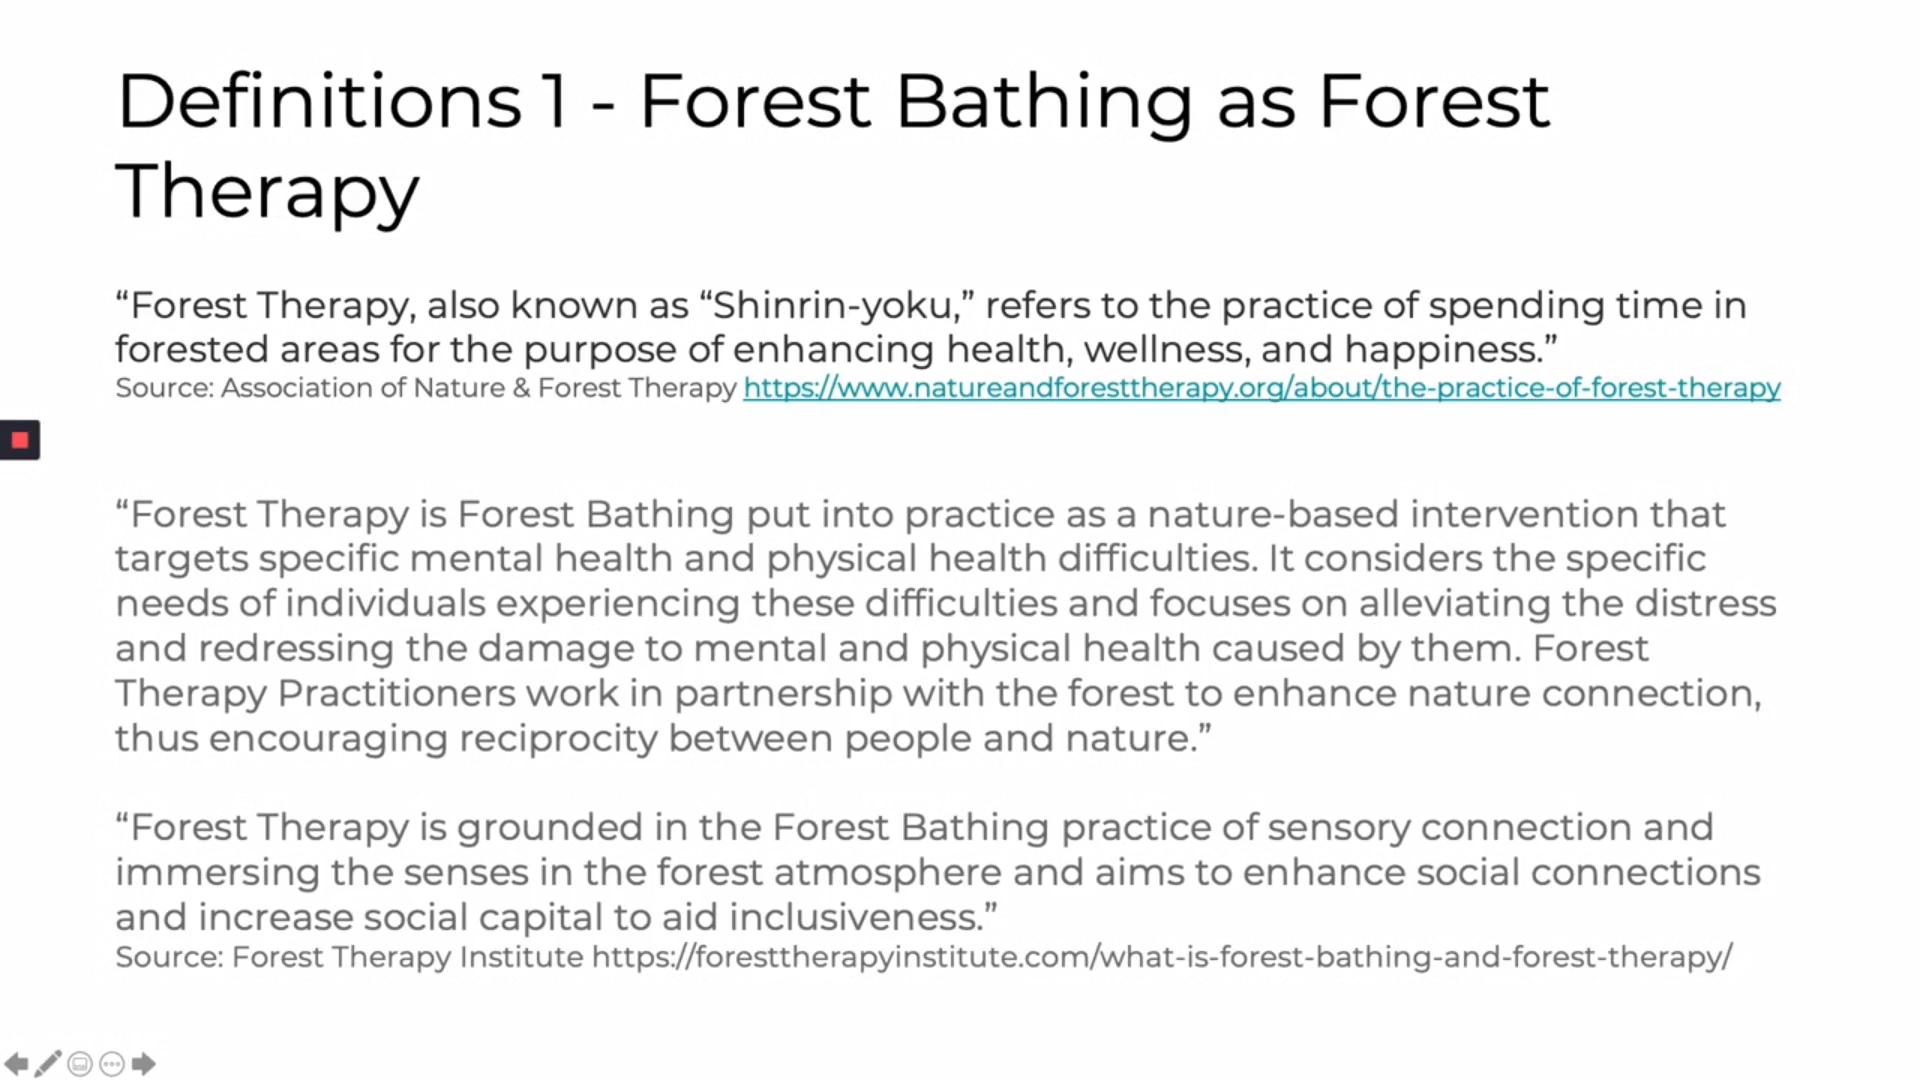 Definitions 1 - Forest Bathing as Forest
Therapy
“Forest Therapy, also known as “Shinrin-yoku,” refers to the practice of spending time in
forested areas for the purpose of enhancing health, wellness, and happiness.”
Source: Association of Nature & Forest Therapy https://www.natureandforesttherapy.org/about/the-practice-of-forest-therapy
“Forest Therapy is Forest Bathing put into practice as a nature-based intervention that
targets specific mental health and physical health difficulties. It considers the specific
needs of individuals experiencing these difficulties and focuses on alleviating the distress
and redressing the damage to mental and physical health caused by them. Forest
Therapy Practitioners work in partnership with the forest to enhance nature connection,
thus encouraging reciprocity between people and nature.”
“Forest Therapy is grounded in the Forest Bathing practice of sensory connection and
immersing the senses in the forest atmosphere and aims to enhance social connections
and increase social capital to aid inclusiveness.”
Source: Forest Therapy Institute https://foresttherapyinstitute.com/what-is-forest-bathing-and-forest-therapy/